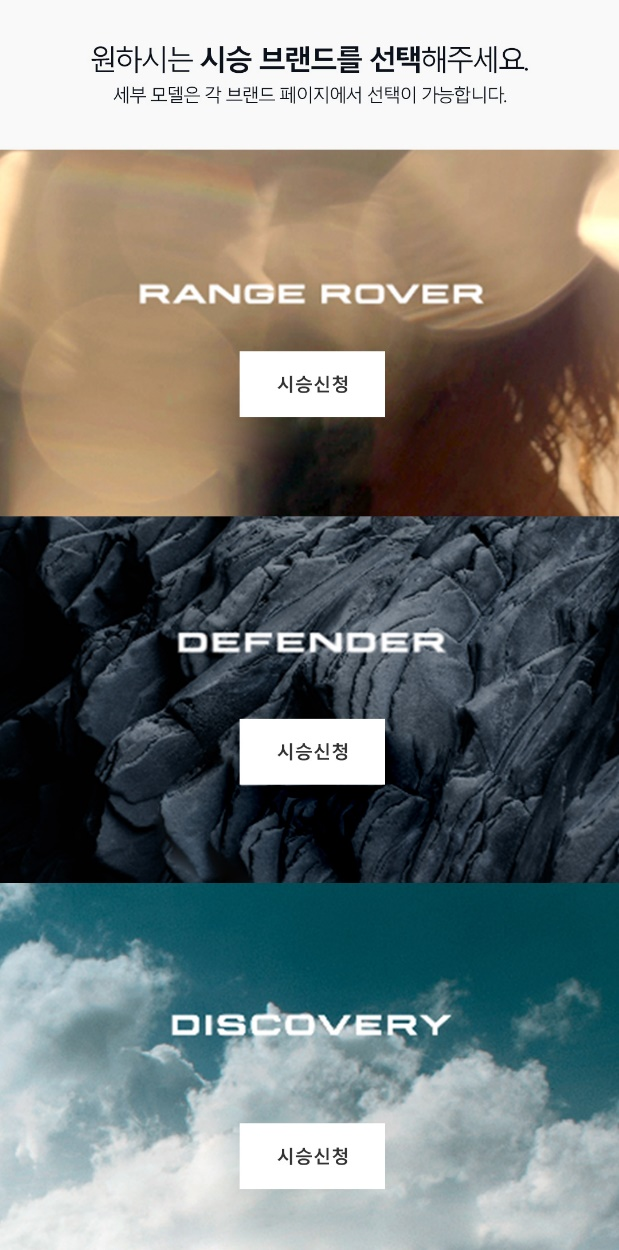 원하시는 시승 브랜드를 선택해주세요.
세부 모델은 각 브랜드 페이지에서 선택이 가능합니다.
RANGE ROVER
시승신청
DEFENDER
시승신청
DISCOVERY
시승신청